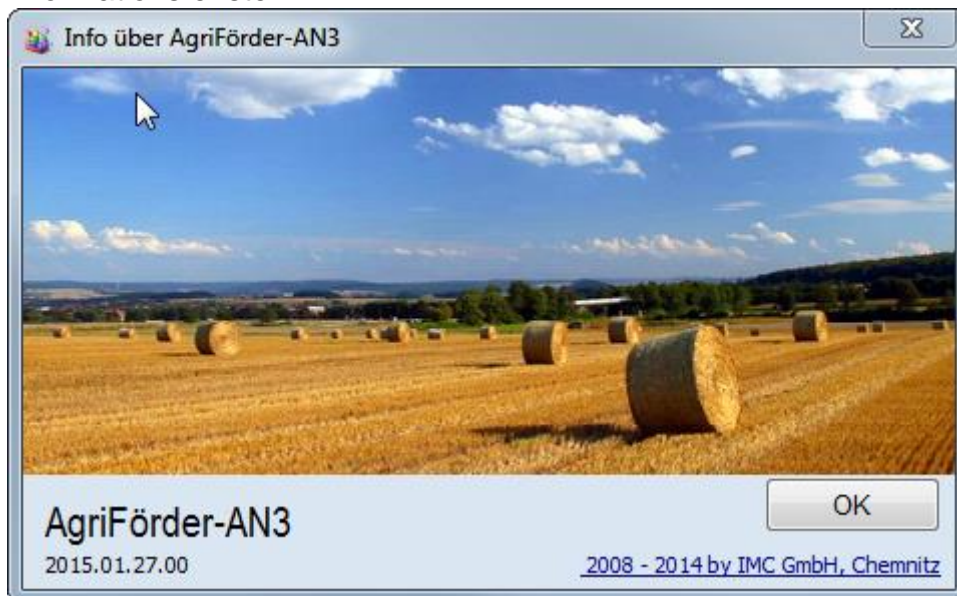 Info über AgriFörder-AN3
AgriFörder-AN3
OK
2015.01.27.00
2008 - 2014 by IMC GmbH, Chemnitz